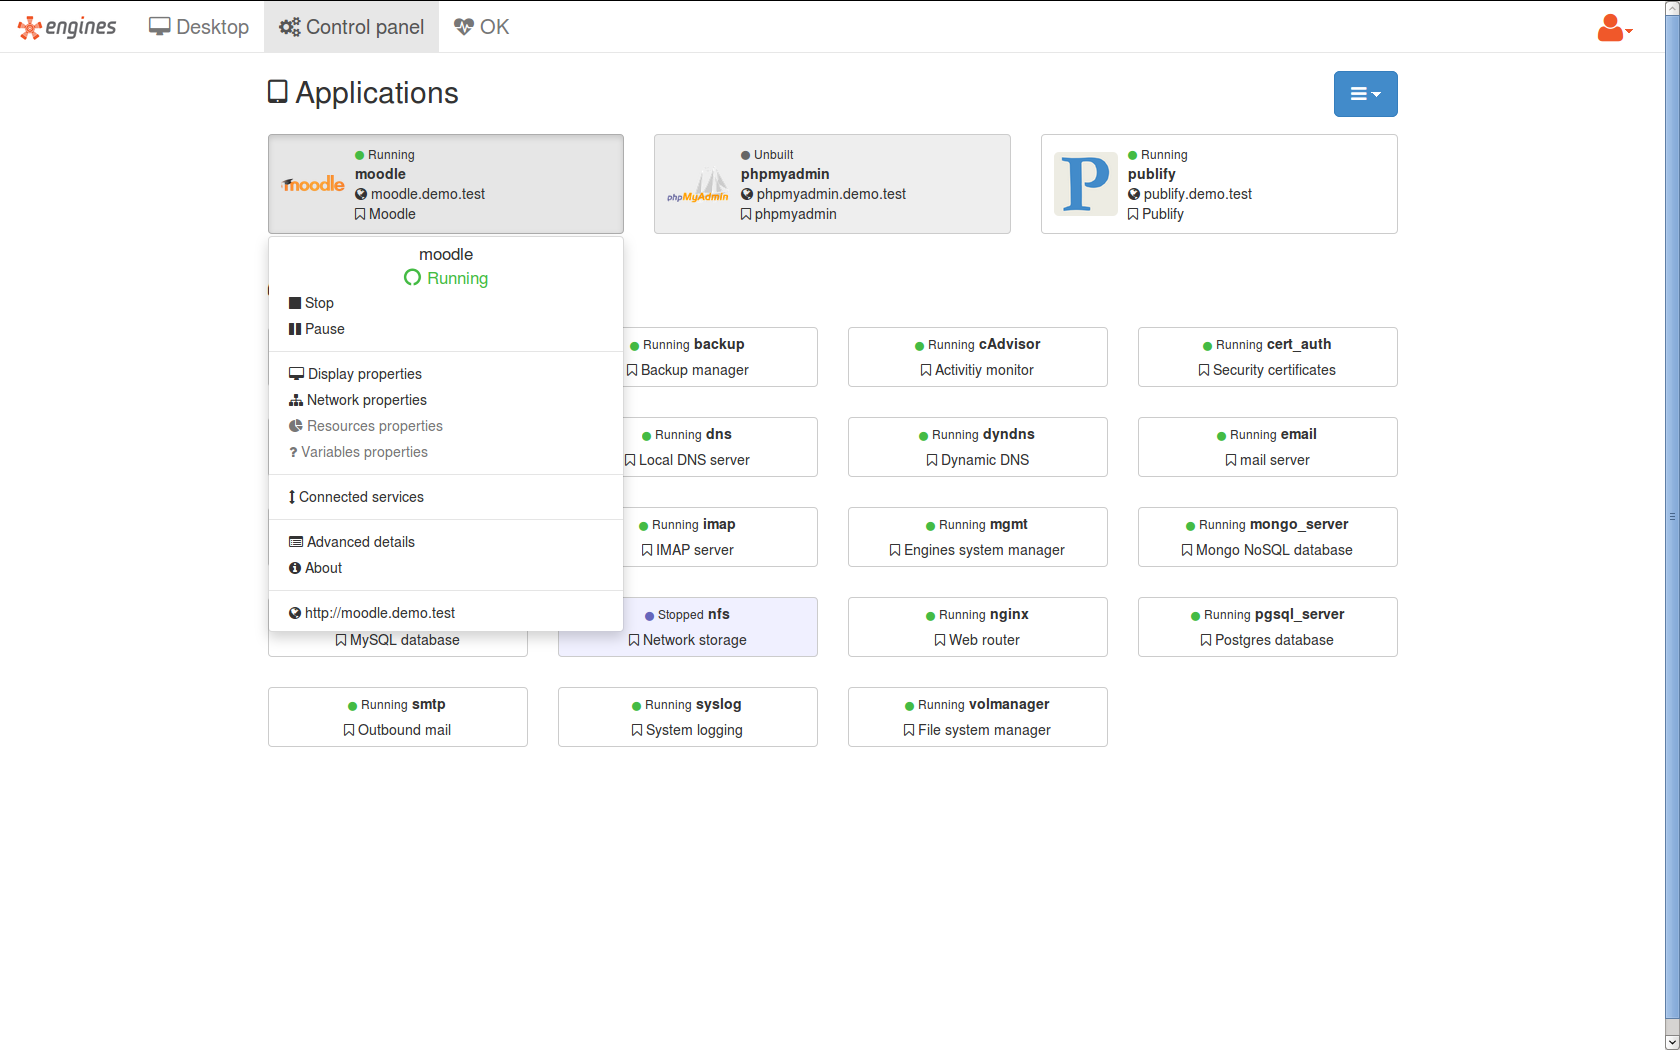 engines Desktop Control panel OK
Applications
Running
moodle
moodle.demo.test
Moodle
moodle
Unbuilt
phpmyadmin
phpmyadmin.demo.test
phpmyadmin
phpMyAdmin
Running
publify
publify.demo.test
Publify
P
moodle
Running
Stop
Pause
Display properties
Network properties
Resources properties
? Variables properties
Connected services
Advanced details
About
http://moodle.demo.test
Running backup
Backup manager
Running cAdvisor
Activitiy monitor
Running cert_auth
Security certificates
Running dns
Local DNS server
Running dyndns
Dynamic DNS
Running email
mail server
Running imap
IMAP server
Running mgmt
Engines system manager
Running mongo_server
Mongo NoSQL database
MySQL database
Stopped nfs
Network storage
Running nginx
Web router
Running pgsql_server
Postgres database
Running smtp
Outbound mail
Running syslog
System logging
Running volmanager
File system manager